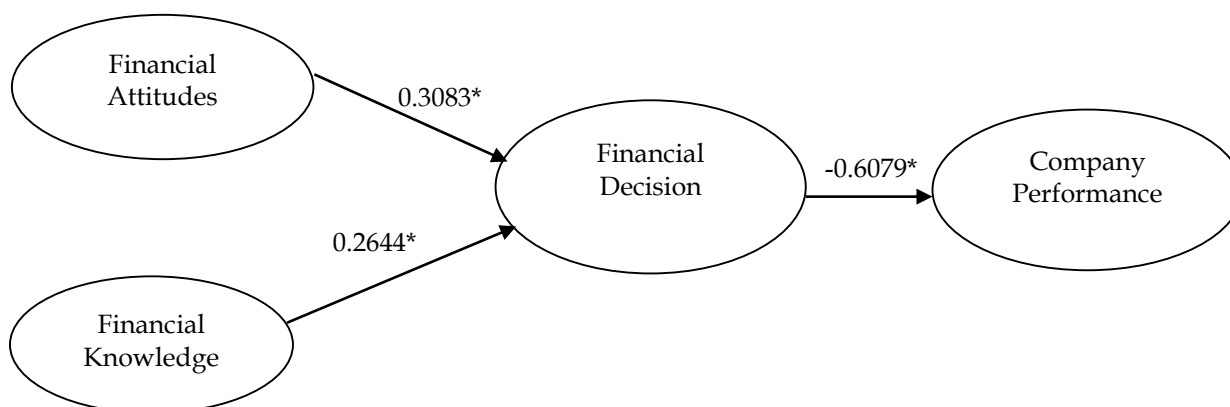 Financial
Attitudes
0.3083*
Financial
Decision
-0.6079*
Company
Performance
0.2644*
Financial
Knowledge